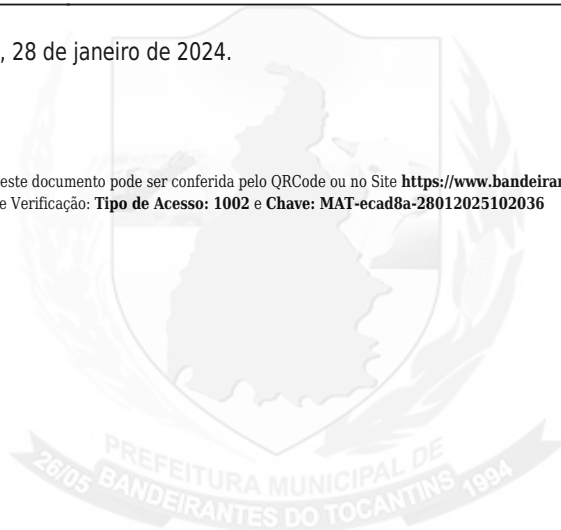 , 28 de janeiro de 2024.
este documento pode ser conferida pelo QRCode ou no Site https://www.bandeiran
e Verificação: Tipo de Acesso: 1002 e Chave: MAT-ecad8a-28012025102036
PREFEITURA MUNICIPAL DE
26/05 BANDEIRANTES DO TOCANTINS 1994